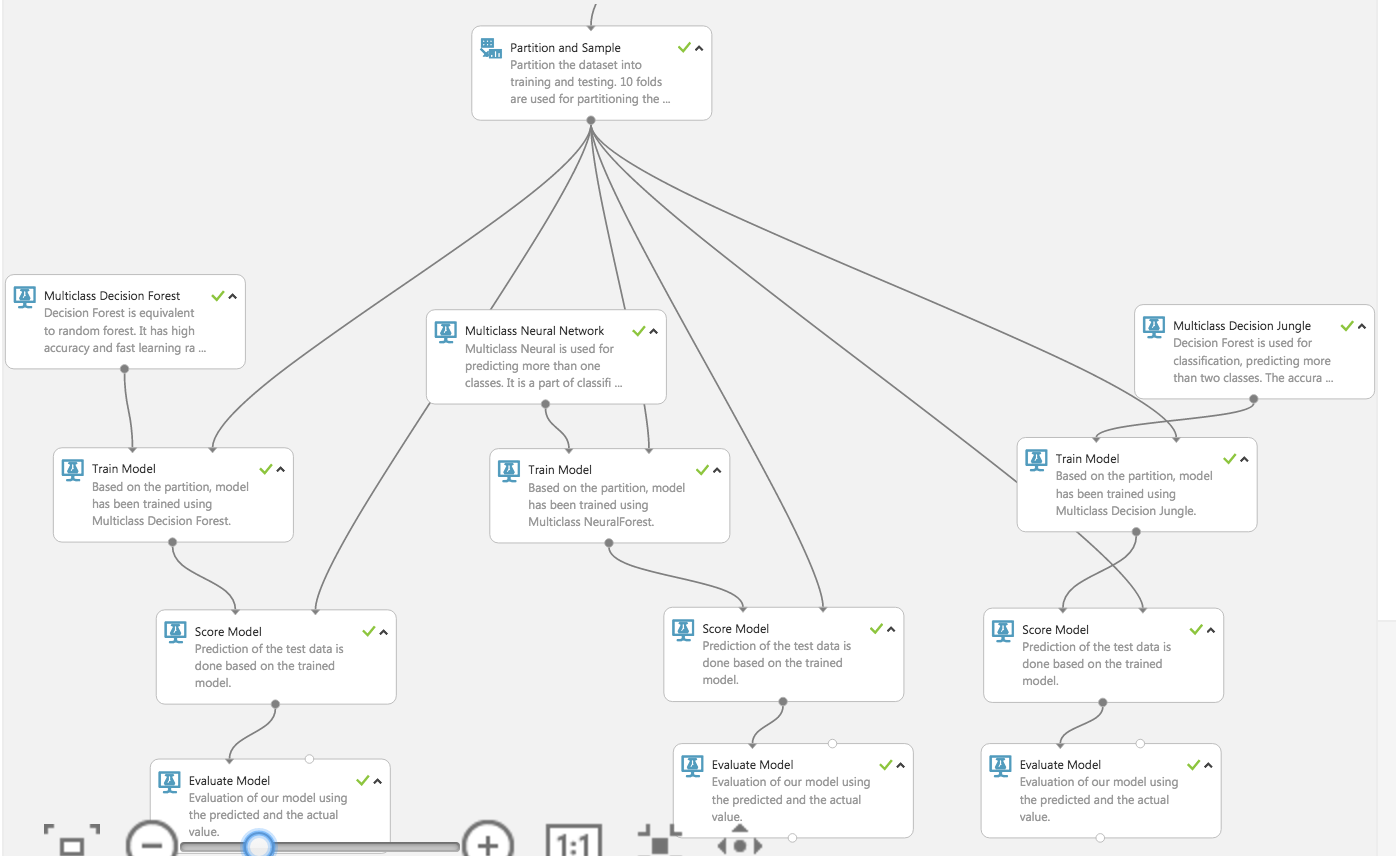 Partition and Sample
Partition the dataset into
training and testing. 10 folds
are used for partitioning the ...
Multiclass Decision Forest
Decision Forest is equivalent
to random forest. It has high
accuracy and fast learning ra ...
Multiclass Neural Network
Multiclass Neural is used for
predicting more than one
classes. It is a part of classifi ...
Multiclass Decision Jungle
Decision Forest is used for
classification, predicting more
than two classes. The accura ...
Train Model
Based on the partition, model
has been trained using
Multiclass Decision Forest.
Train Model
Based on the partition, model
has been trained using
Multiclass NeuralForest.
Train Model
Based on the partition, model
has been trained using
Multiclass Decision Jungle.
Score Model
Prediction of the test data is
done based on the trained
model.
Score Model
Prediction of the test data is
done based on the trained
model.
Score Model
Prediction of the test data is
done based on the trained
model.
Evaluate Model
Evaluation of our model using
the predicted and the actual
value.
Evaluate Model
Evaluation of our model using
the predicted and the actual
value.
Evaluate Model
Evaluation of our model using
the predicted and the actual
value.
1:1